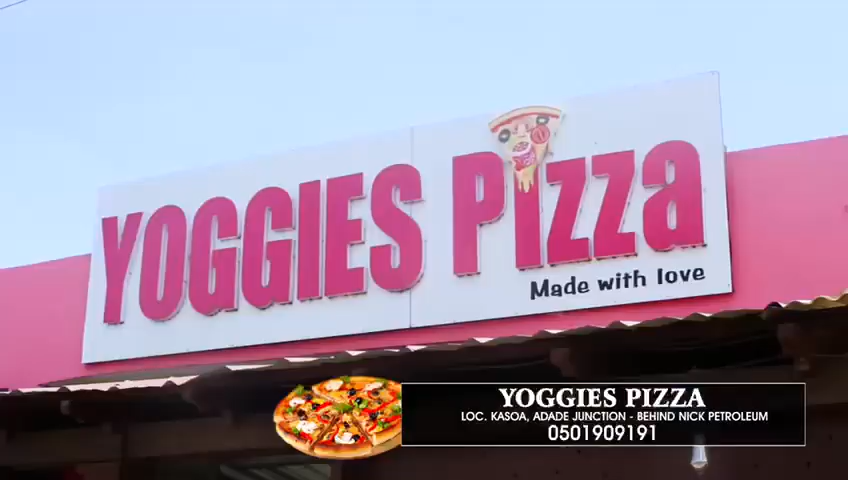 YOGGIES PIzza
Made with love
YOGGIES PIZZA
LOC. KASOA, ADADE JUNCTION - BEHIND NICK PETROLEUM
0501909191